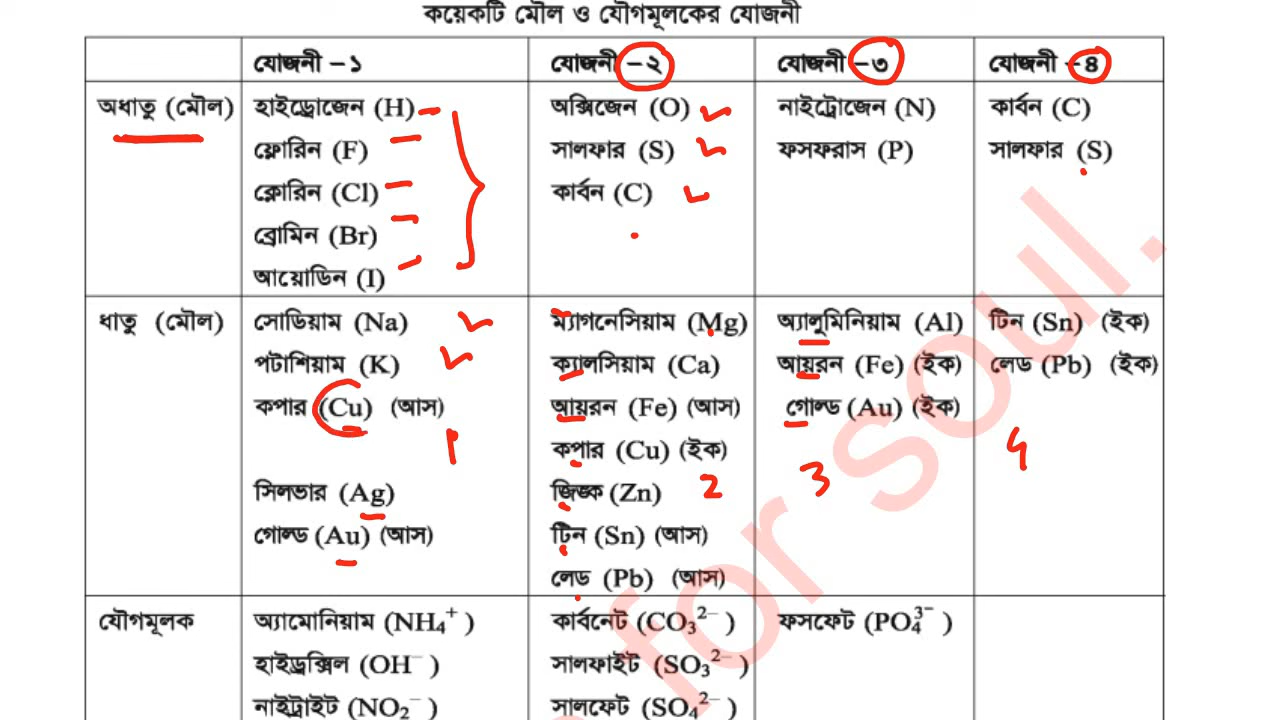 কয়েকটি মৌল ও যৌগমূলকের যোজনী
যোজনী -১ যোজনী -২ যোজনী -৩ যোজনী -৪
অধাতু (মৌল) হাইড্রোজেন (H) অক্সিজেন (O) নাইট্রোজেন (N) কার্বন (C)
ফ্লোরিন (F) সালফার (S) ফসফরাস (P) সালফার (S)
ক্লোরিন (Cl) কার্বন (C)
ব্রোমিন (Br)
আয়োডিন (I)
ধাতু (মৌল) সোডিয়াম (Na) ম্যাগনেসিয়াম (Mg) অ্যালুমিনিয়াম (Al) টিন (Sn) (ইক)
পটাশিয়াম (K) ক্যালসিয়াম (Ca) আয়রন (Fe) (ইক) লেড (Pb) (ইক)
কপার (Cu) (আস) আয়রন (Fe) (আস) গোল্ড (Au) (ইক)
1 কপার (Cu) (ইক) 4
সিলভার (Ag) জিঙ্ক (Zn) 2 3
গোল্ড (Au) (আস) টিন (Sn) (আস)
লেড (Pb) (আস)
যৌগমূলক অ্যামোনিয়াম (NH₄⁺) কার্বনেট (CO₃²⁻) ফসফেট (PO₄³⁻)
হাইড্রক্সিল (OH⁻) সালফাইট (SO₃²⁻)
নাইট্রাইট (NO₂⁻) সালফেট (SO₄²⁻)
for soul.